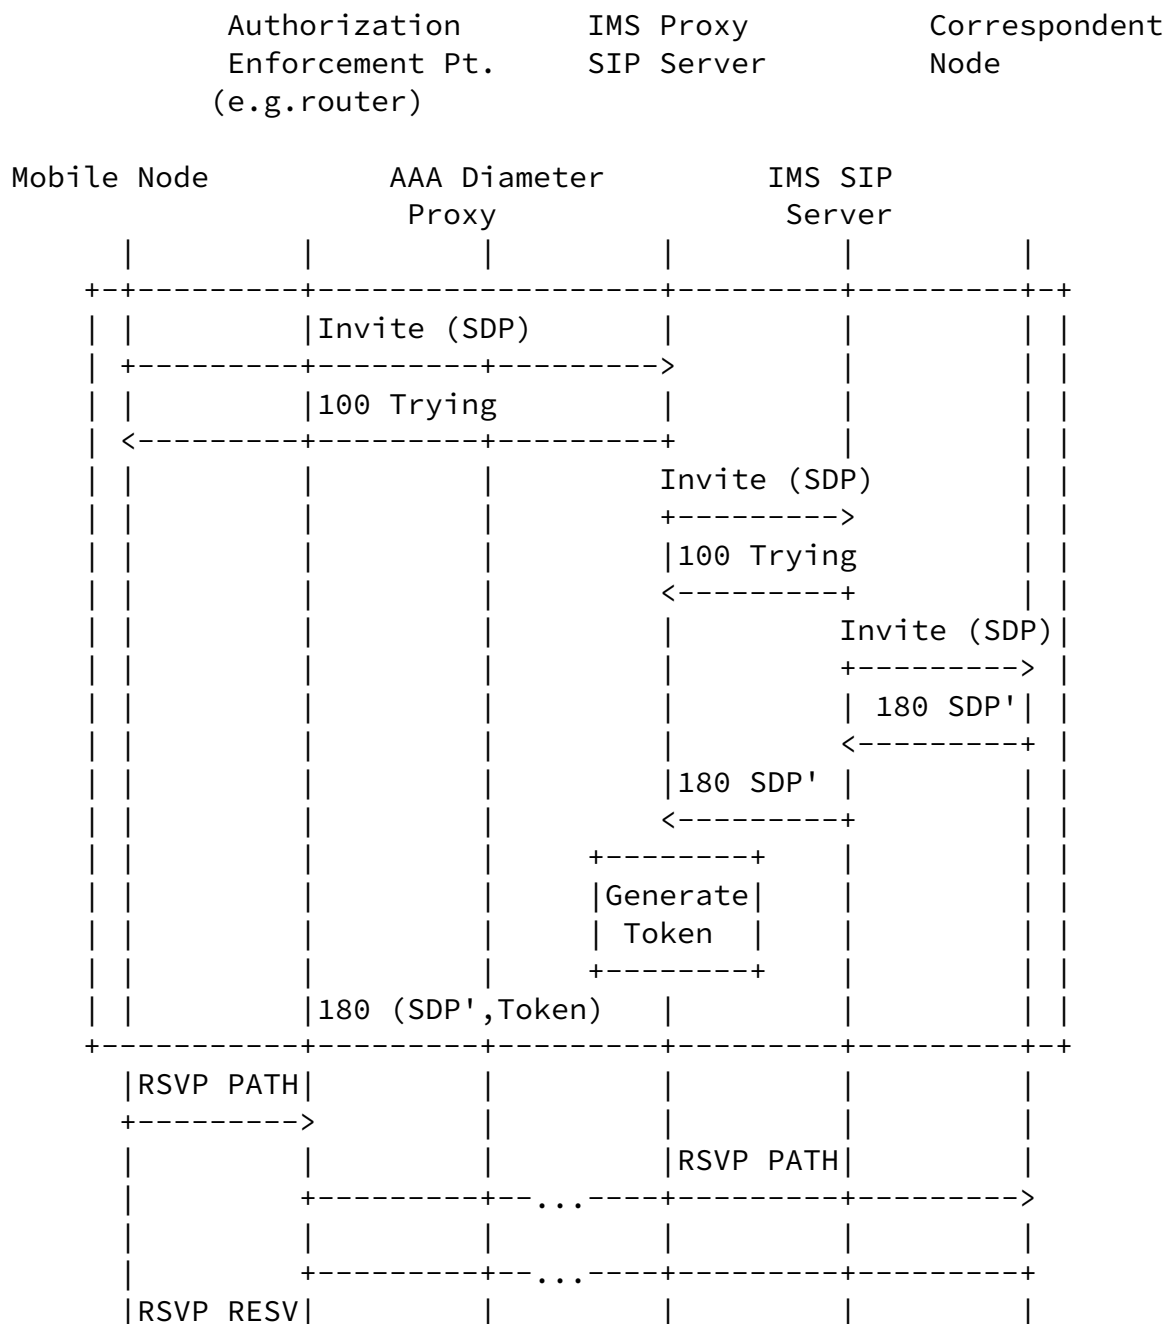 Authorization IMS Proxy Correspondent
Enforcement Pt. SIP Server Node
(e.g.router)
Mobile Node AAA Diameter IMS SIP
Proxy Server
Invite (SDP)
100 Trying
Invite (SDP)
100 Trying
Invite (SDP)
180 SDP'
180 SDP'
Generate
Token
180 (SDP',Token)
RSVP PATH
RSVP PATH
...
...
RSVP RESV